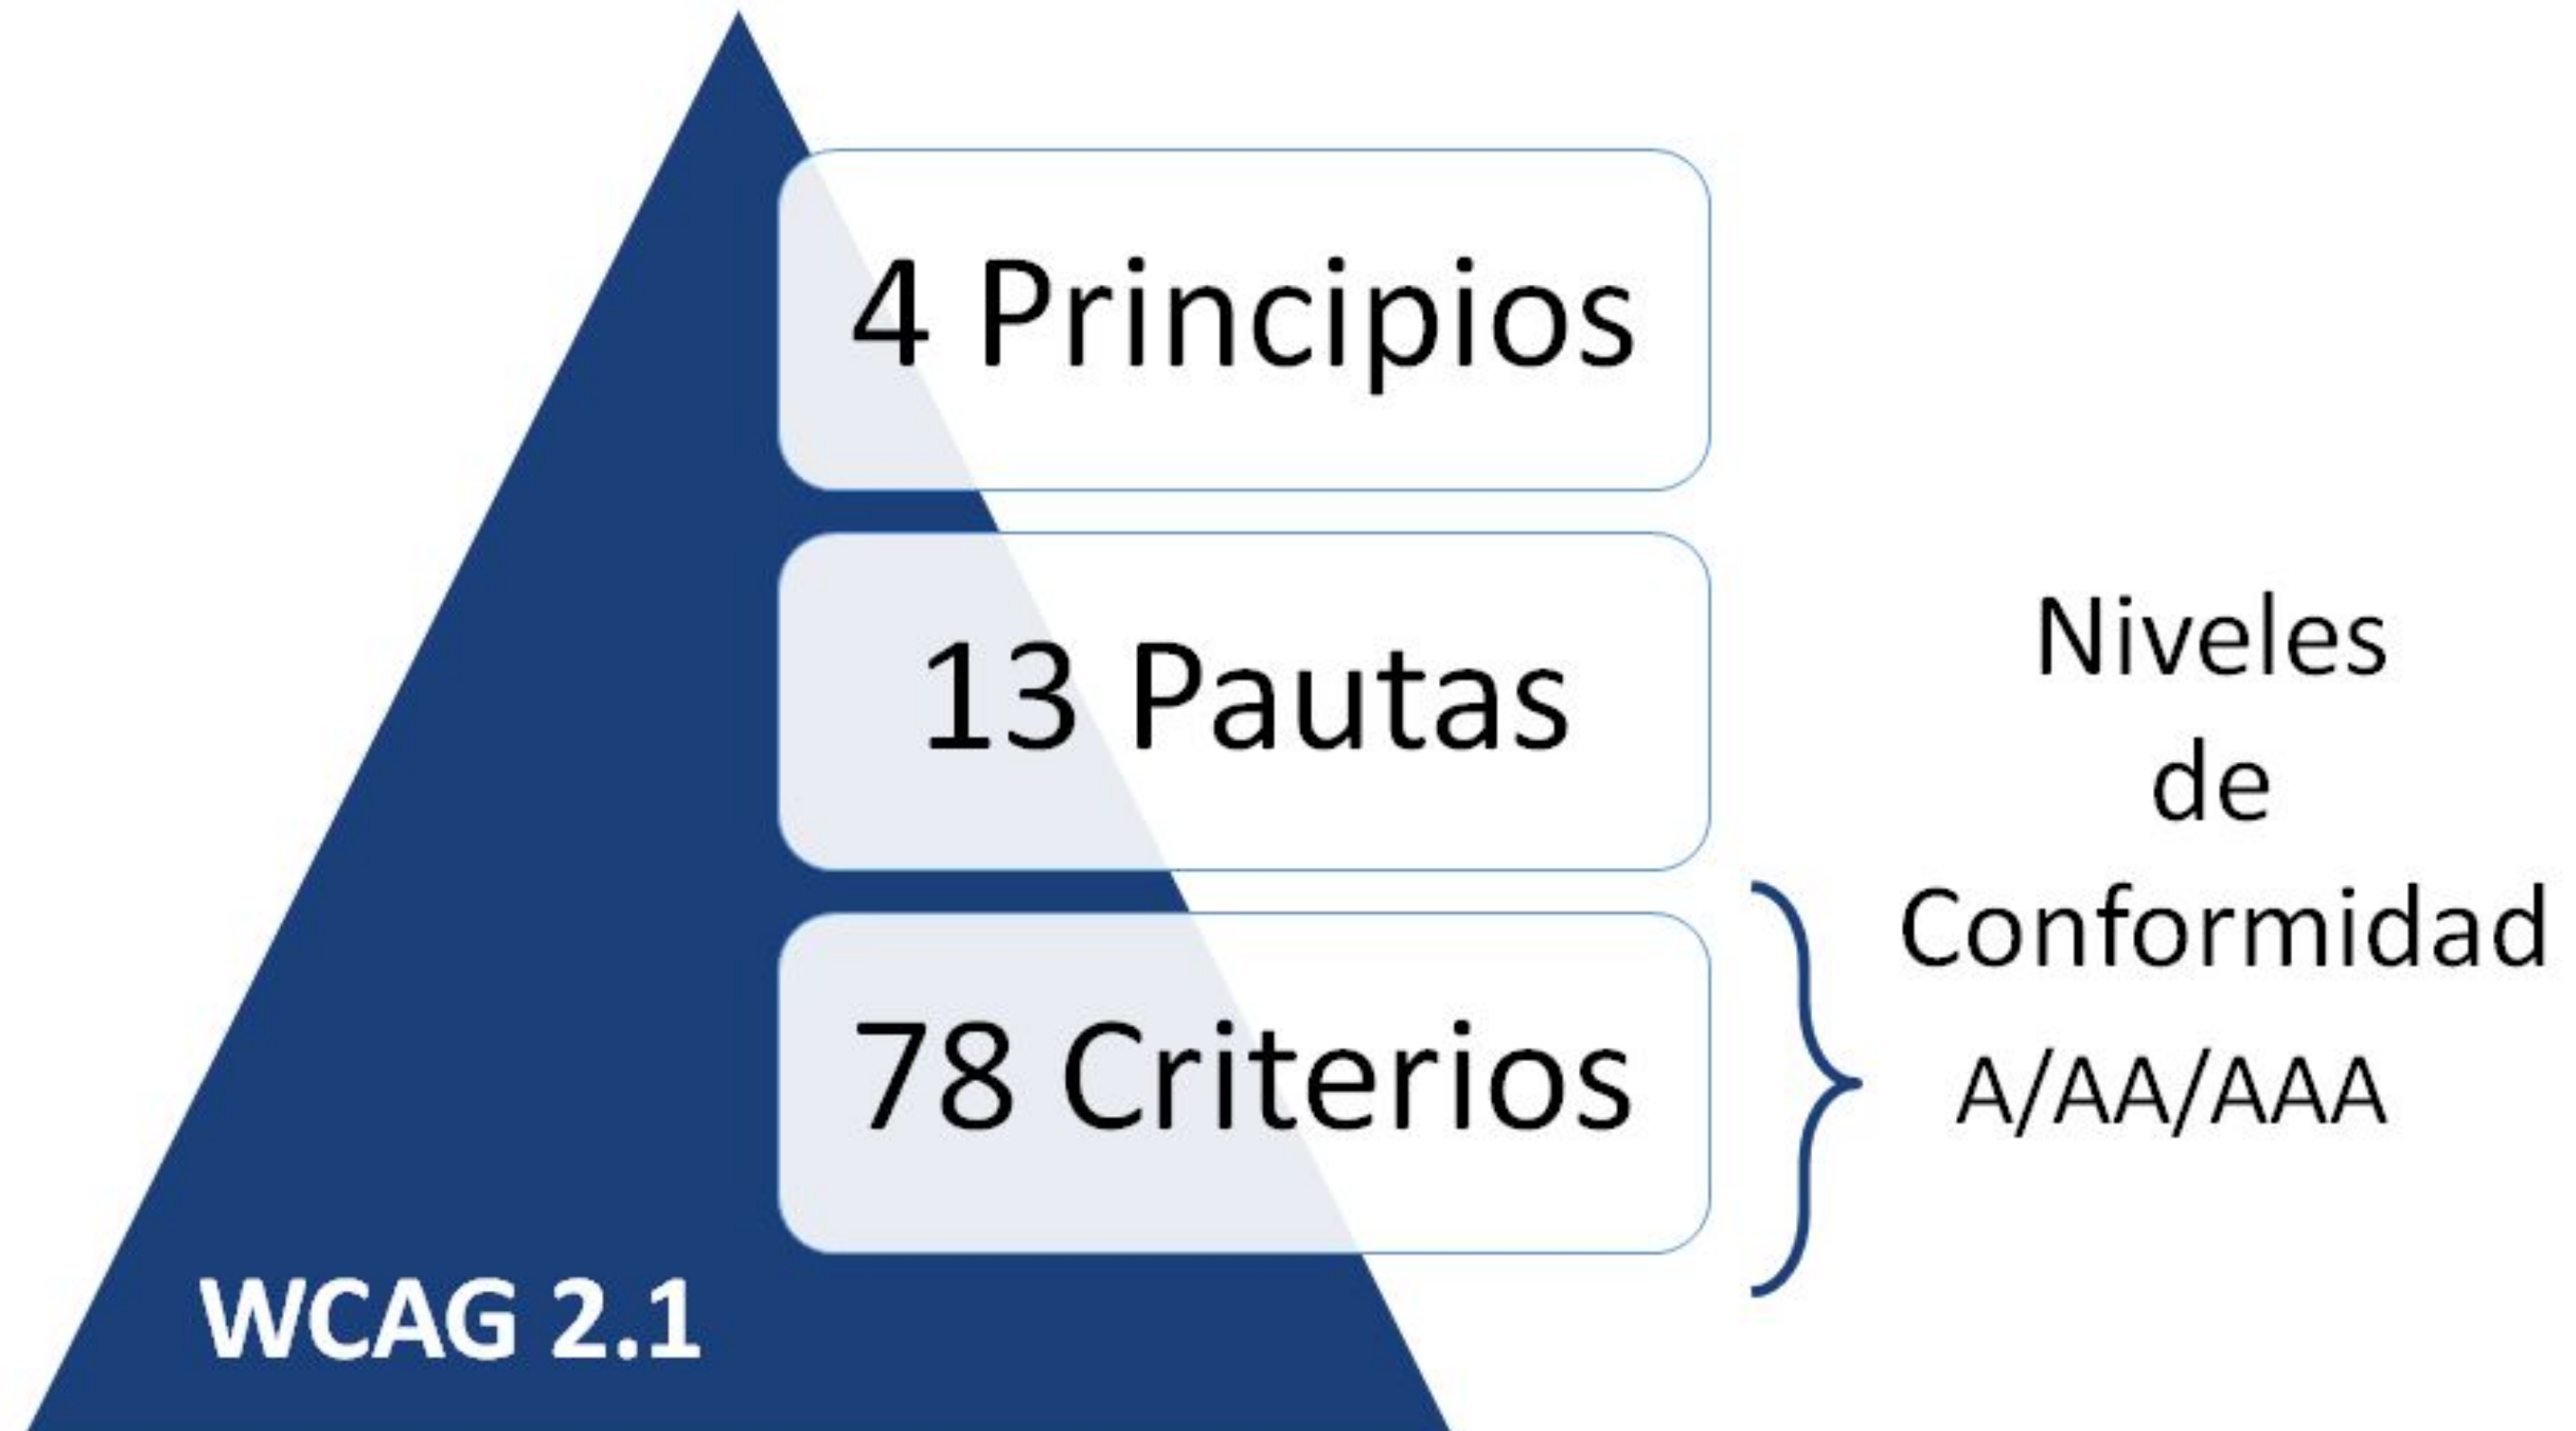 4 Principios
13 Pautas
78 Criterios
Niveles
de
Conformidad
A/AA/AAA
WCAG 2.1